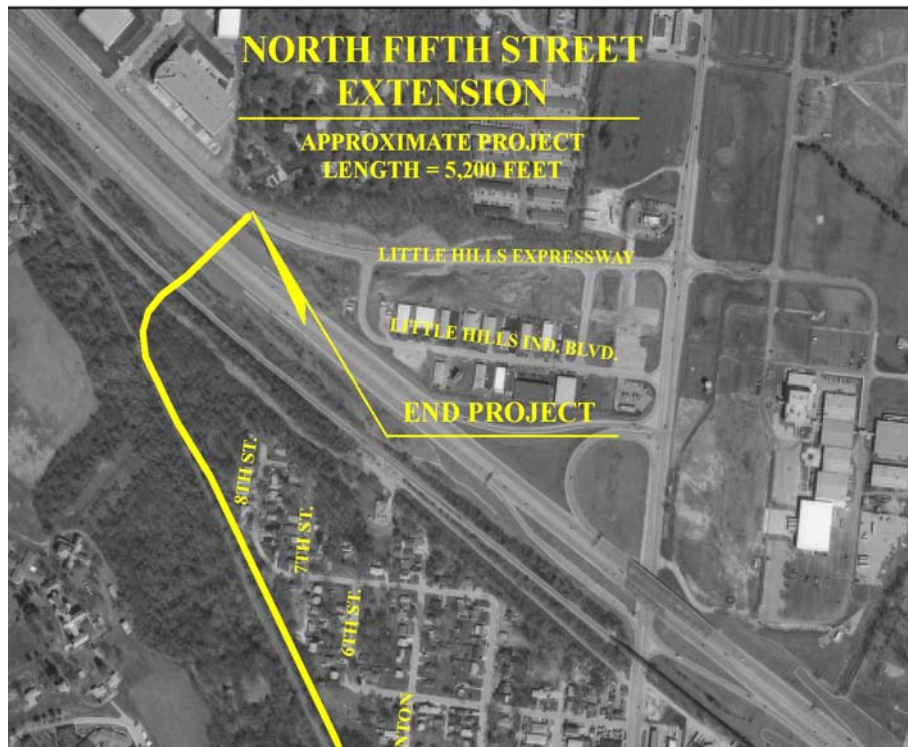 NORTH FIFTH STREET
EXTENSION
APPROXIMATE PROJECT
LENGTH = 5,200 FEET
LITTLE HILLS EXPRESSWAY
LITTLE HILLS IND. BLVD.
END PROJECT
8TH ST.
7TH ST.
6TH ST.
NTON